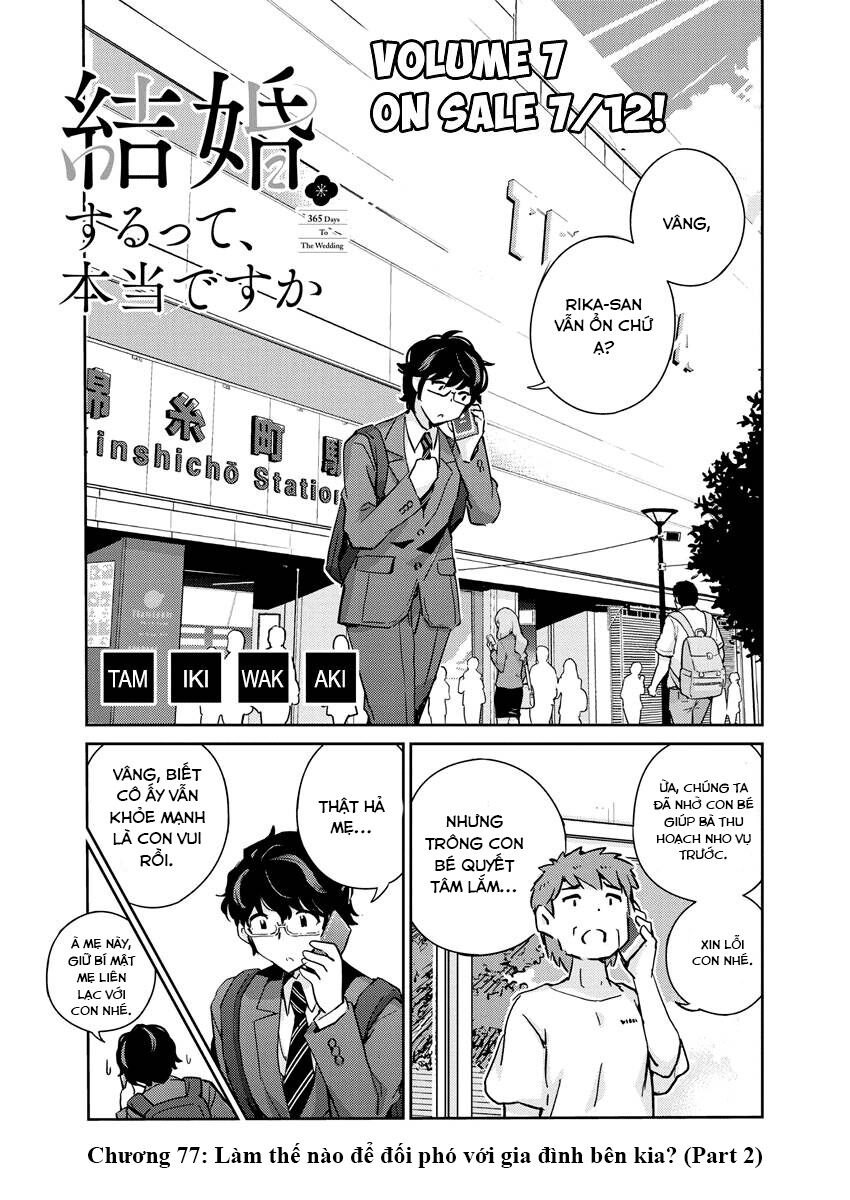 VOLUME 7
ON SALE 7/12!
結婚
するって、
本当ですか
365 Days
To
The Wedding
VÂNG,
RIKA-SAN
VẪN ỔN CHỨ
Ạ?
錦糸町駅
Kinshichō Station
TAM IKI WAK AKI
ỪA, CHÚNG TA
ĐÃ NHỜ CON BÉ
GIÚP BÀ THU
HOẠCH NHO VỤ
TRƯỚC.
XIN LỖI
CON NHÉ.
NHƯNG
TRÔNG CON
BÉ QUYẾT
TÂM LẮM...
THẬT HẢ
MẸ...
VÂNG, BIẾT
CÔ ẤY VẪN
KHỎE MẠNH
LÀ CON VUI
RỒI.
À MẸ NÀY,
GIỮ BÍ MẬT
MẸ LIÊN
LẠC VỚI
CON NHÉ.
Chương 77: Làm thế nào để đối phó với gia đình bên kia? (Part 2)